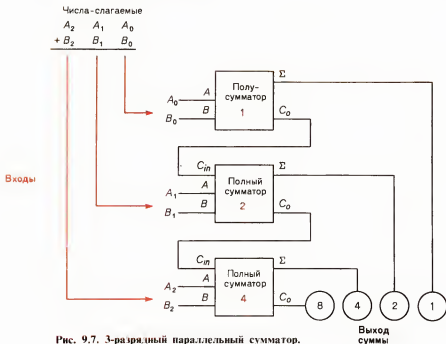 Числа-слагаемые
A₂ A₁ A₀
+ B₂ B₁ B₀
Полу-
сумматор
1
A₀ A
B₀ B
Σ
Cₒ
Входы
Полный
сумматор
2
Cᵢₙ
A₁ A
B₁ B
Σ
Cₒ
Полный
сумматор
4
Cᵢₙ
A₂ A
B₂ B
Σ
Cₒ
8 4 2 1
Выход
суммы
Рис. 9.7. 3-разрядный параллельный сумматор.